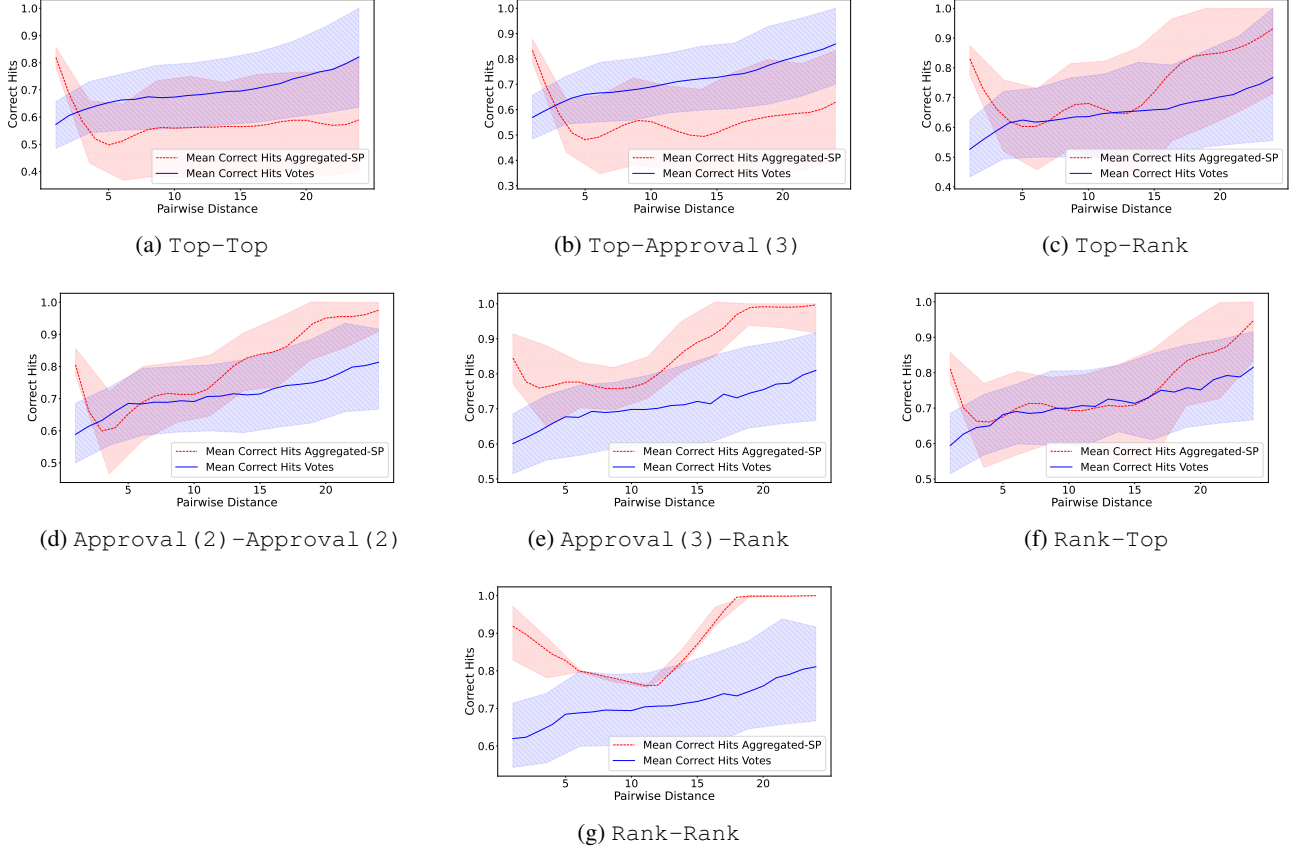 1.0
0.9
0.8
0.7
0.6
0.5
0.4
Correct Hits
Mean Correct Hits Aggregated-SP
Mean Correct Hits Votes
5 10 15 20
Pairwise Distance
(a) Top-Top
1.0
0.9
0.8
0.7
0.6
0.5
0.4
0.3
Correct Hits
Mean Correct Hits Aggregated-SP
Mean Correct Hits Votes
5 10 15 20
Pairwise Distance
(b) Top-Approval(3)
1.0
0.9
0.8
0.7
0.6
0.5
0.4
Correct Hits
Mean Correct Hits Aggregated-SP
Mean Correct Hits Votes
5 10 15 20
Pairwise Distance
(c) Top-Rank
1.0
0.9
0.8
0.7
0.6
0.5
Correct Hits
Mean Correct Hits Aggregated-SP
Mean Correct Hits Votes
5 10 15 20
Pairwise Distance
(d) Approval(2)-Approval(2)
1.0
0.9
0.8
0.7
0.6
0.5
Correct Hits
Mean Correct Hits Aggregated-SP
Mean Correct Hits Votes
5 10 15 20
Pairwise Distance
(e) Approval(3)-Rank
1.0
0.9
0.8
0.7
0.6
0.5
Correct Hits
Mean Correct Hits Aggregated-SP
Mean Correct Hits Votes
5 10 15 20
Pairwise Distance
(f) Rank-Top
1.0
0.9
0.8
0.7
0.6
Correct Hits
Mean Correct Hits Aggregated-SP
Mean Correct Hits Votes
5 10 15 20
Pairwise Distance
(g) Rank-Rank